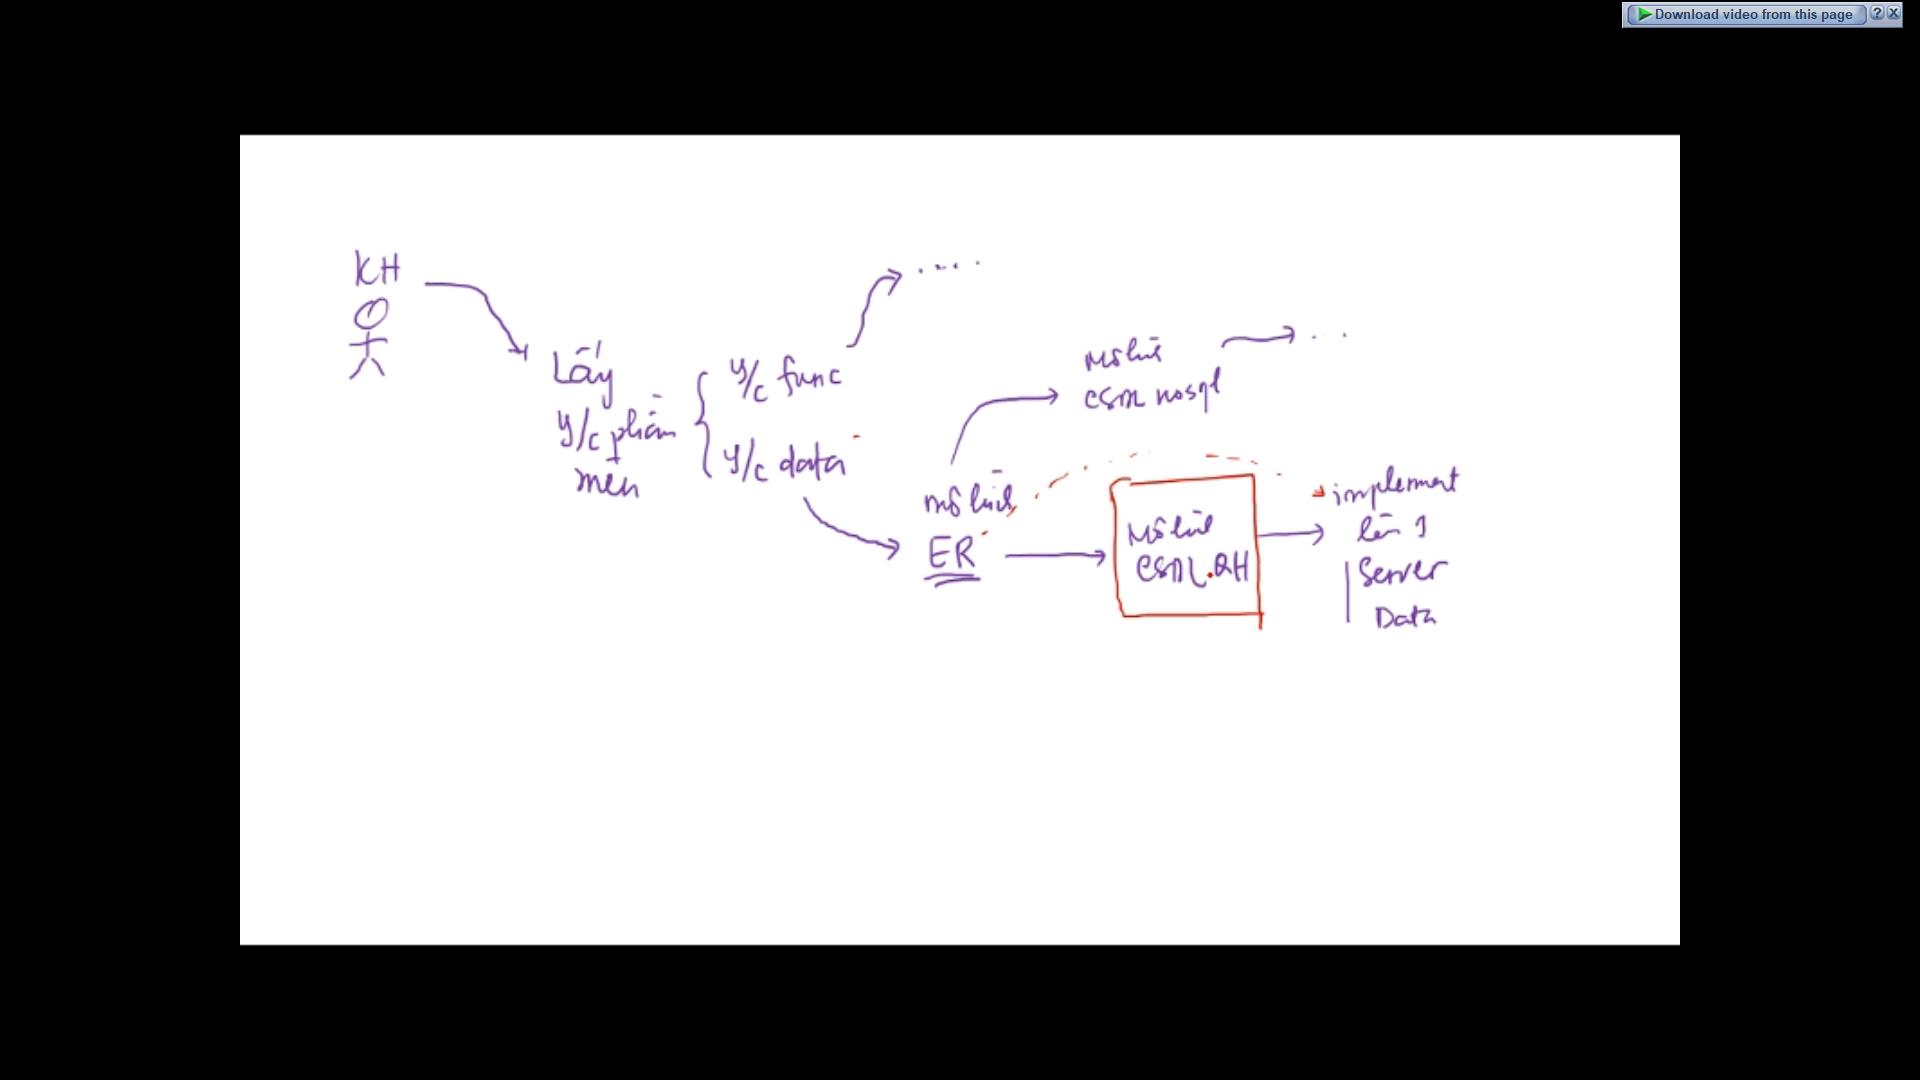 Download video from this page
KH
Lấy
y/c phần
mềm
y/c func
y/c data
....
mô hình
ER
Mô hình
CSDL nosql
...
Mô hình
CSDL.QH
implement
lên 1
Server
Data